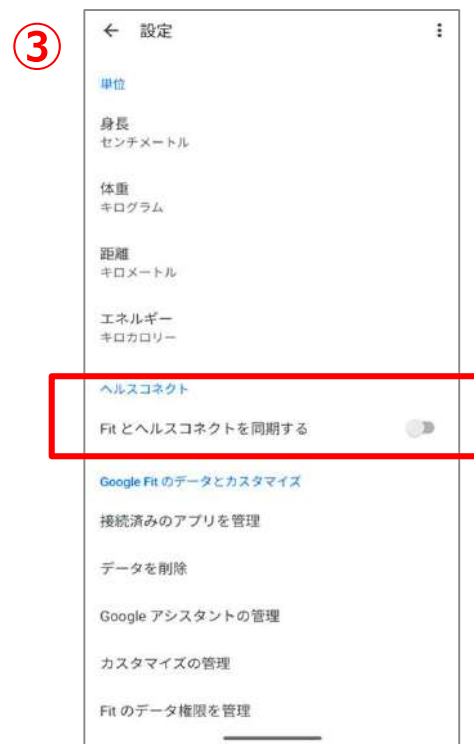 ③
← 設定
単位
身長
センチメートル
体重
キログラム
距離
キロメートル
エネルギー
キロカロリー
ヘルスコネクト
Fit とヘルスコネクトを同期する
Google Fit のデータとカスタマイズ
接続済みのアプリを管理
データを削除
Google アシスタントの管理
カスタマイズの管理
Fit のデータ権限を管理